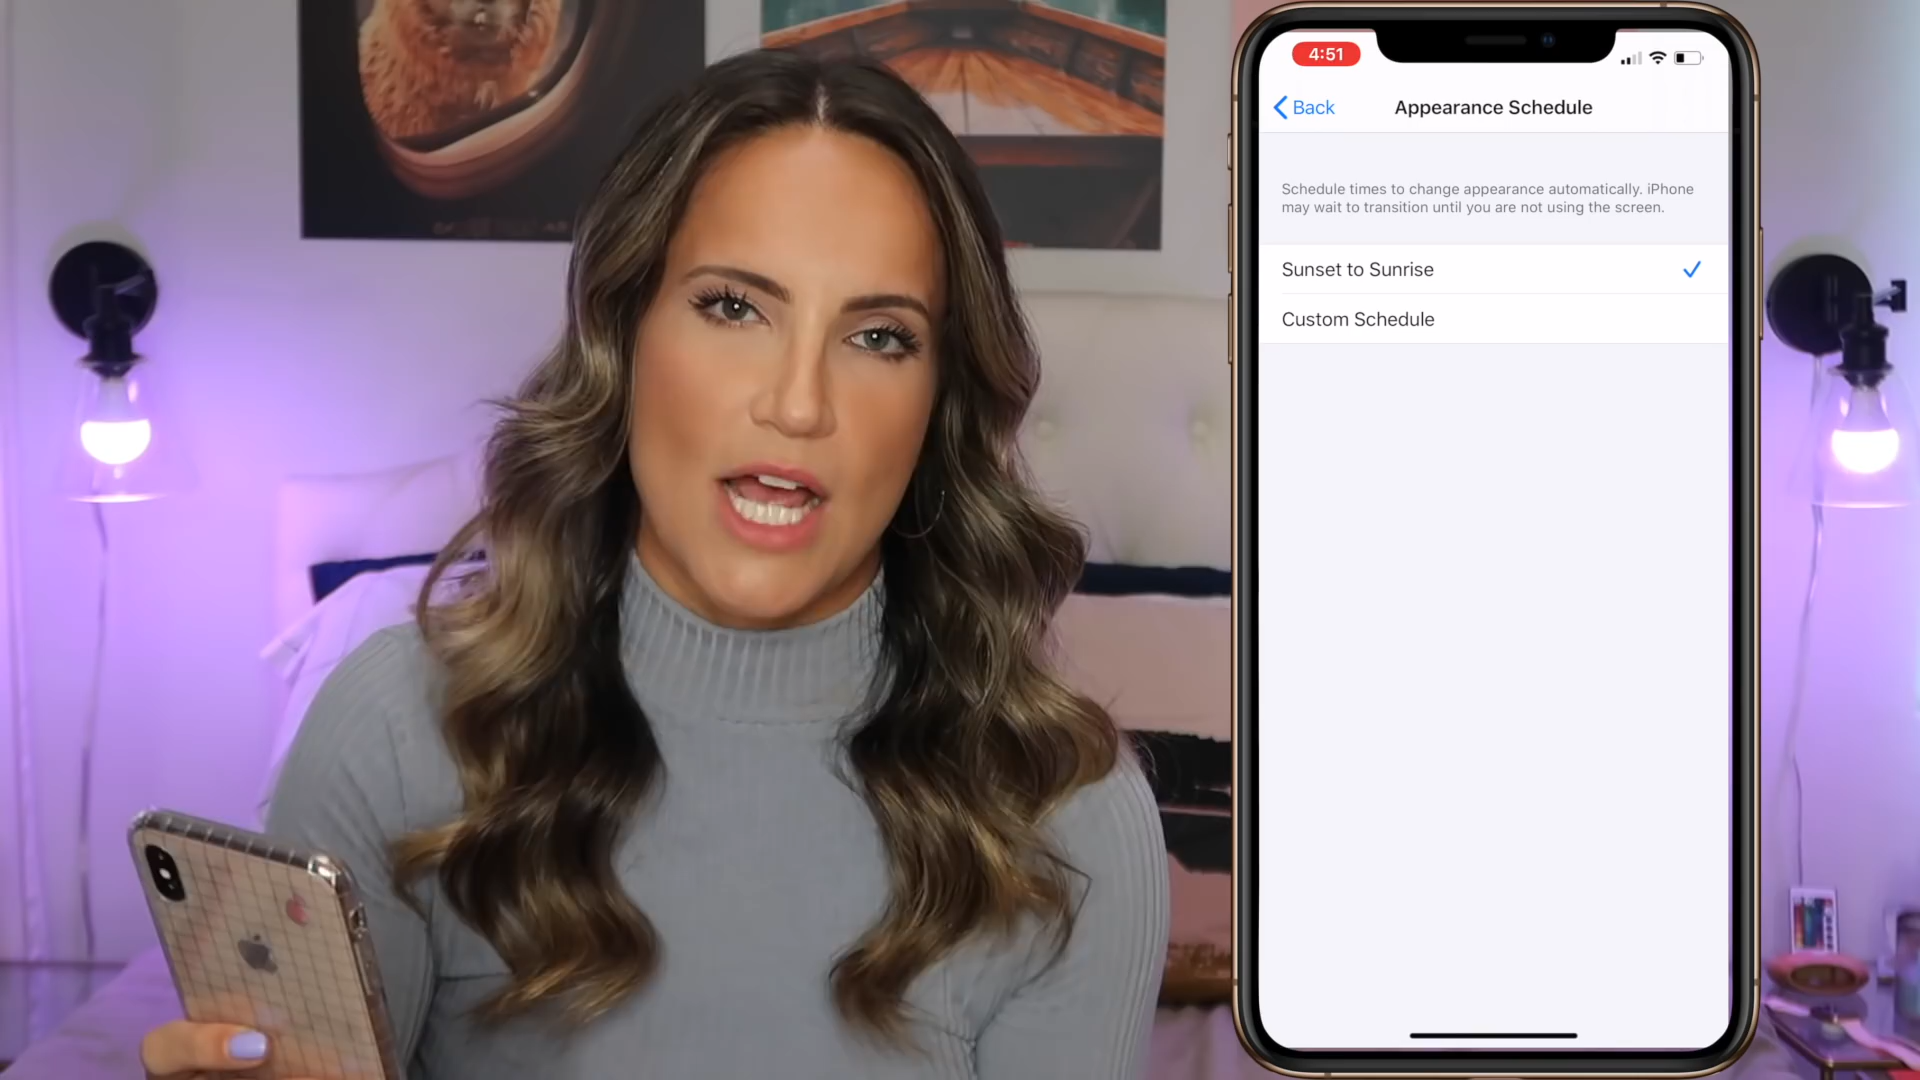 4:51
Back
Appearance Schedule
Schedule times to change appearance automatically. iPhone
may wait to transition until you are not using the screen.
Sunset to Sunrise
Custom Schedule